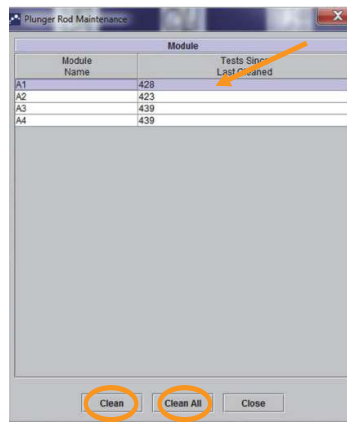 Plunger Rod Maintenance
Module
Module Name Tests Since Last Cleaned
A1 428
A2 423
A3 439
A4 439
Clean Clean All Close